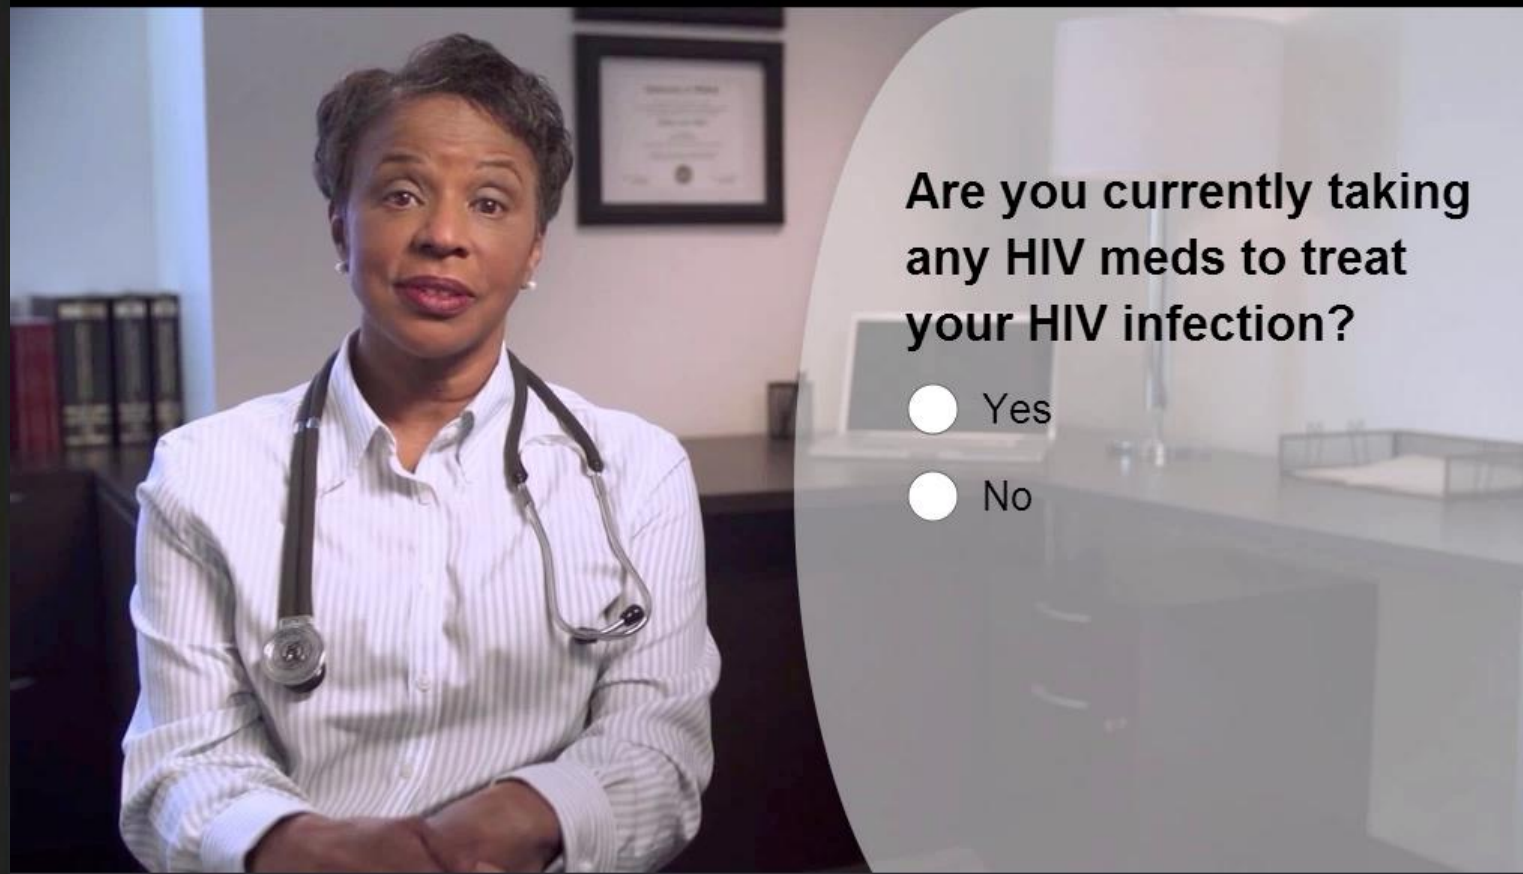 Are you currently taking
any HIV meds to treat
your HIV infection?
Yes
No